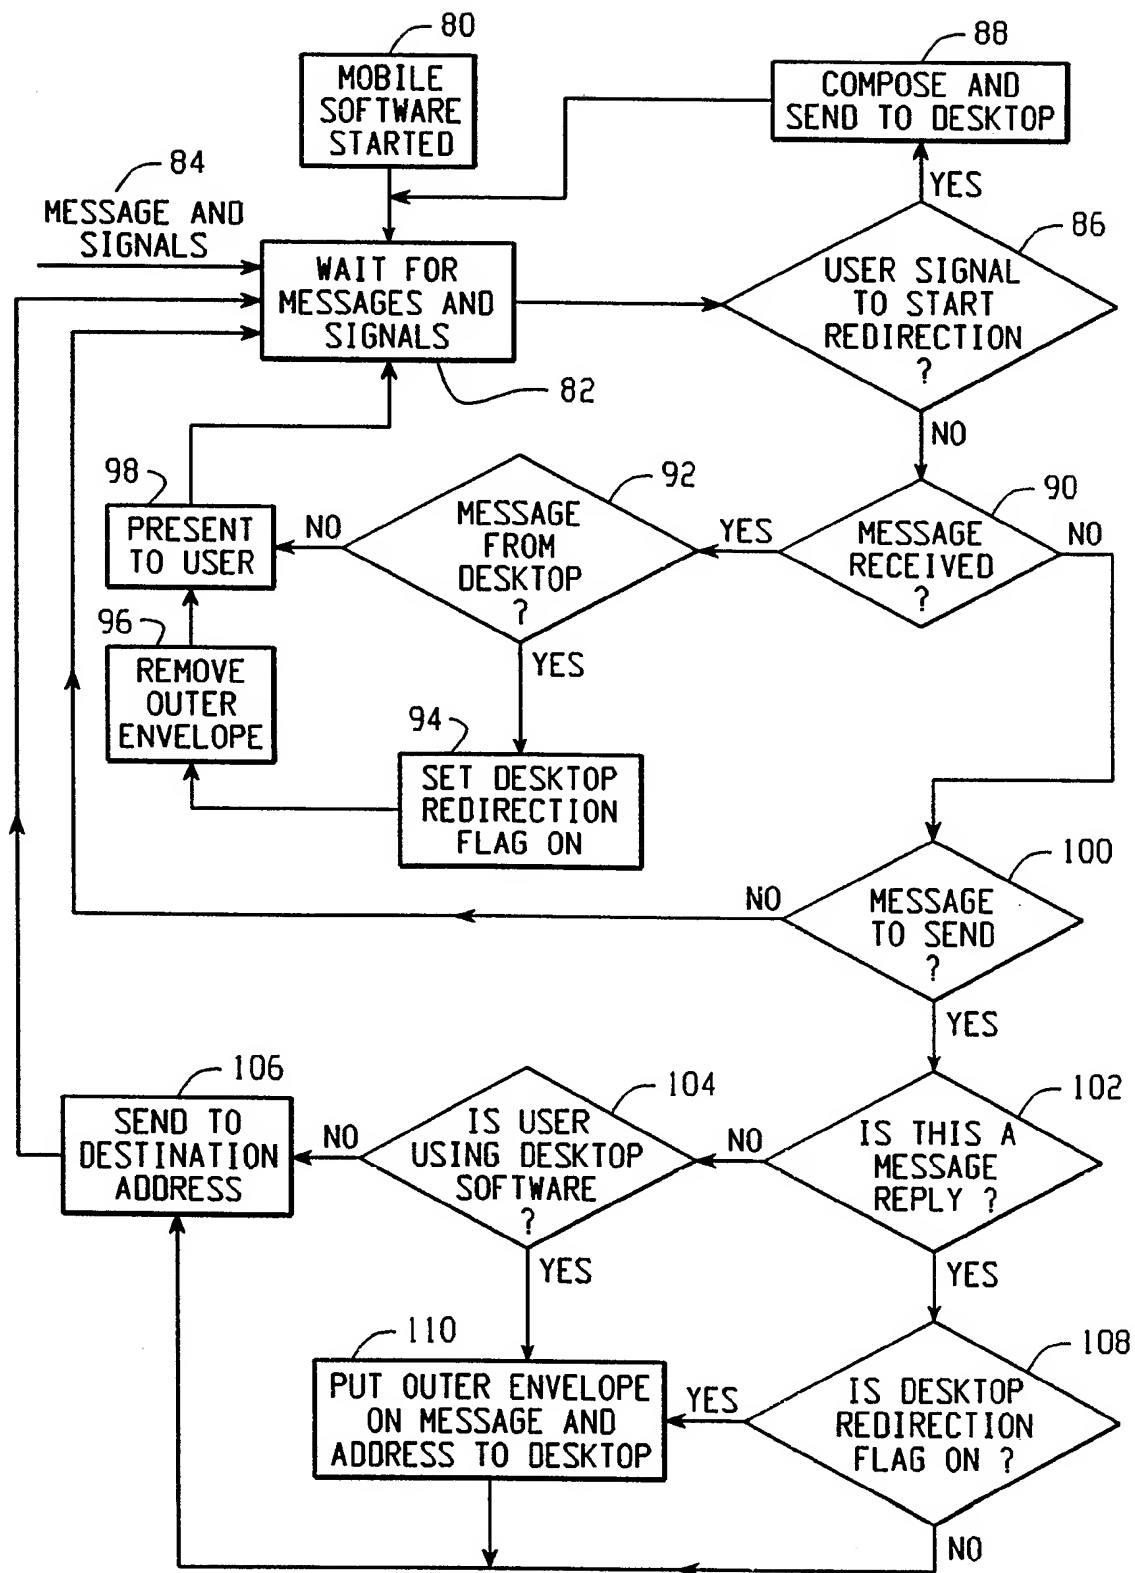 80
MOBILE
SOFTWARE
STARTED
88
COMPOSE AND
SEND TO DESKTOP
YES
84
MESSAGE AND
SIGNALS
WAIT FOR
MESSAGES AND
SIGNALS
82
86
USER SIGNAL
TO START
REDIRECTION
?
NO
98
PRESENT
TO USER
NO
92
MESSAGE
FROM
DESKTOP
?
YES
YES
90
MESSAGE
RECEIVED
?
NO
96
REMOVE
OUTER
ENVELOPE
94
SET DESKTOP
REDIRECTION
FLAG ON
NO
100
MESSAGE
TO SEND
?
YES
106
SEND TO
DESTINATION
ADDRESS
NO
104
IS USER
USING DESKTOP
SOFTWARE
?
YES
NO
102
IS THIS A
MESSAGE
REPLY ?
YES
110
PUT OUTER ENVELOPE
ON MESSAGE AND
ADDRESS TO DESKTOP
YES
108
IS DESKTOP
REDIRECTION
FLAG ON ?
NO